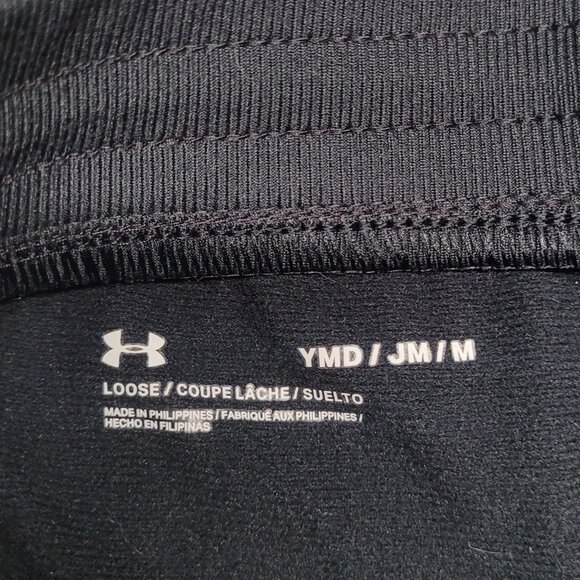 YMD / JM / M
LOOSE / COUPE LÂCHE / SUELTO
MADE IN PHILIPPINES / FABRIQUÉ AUX PHILIPPINES /
HECHO EN FILIPINAS